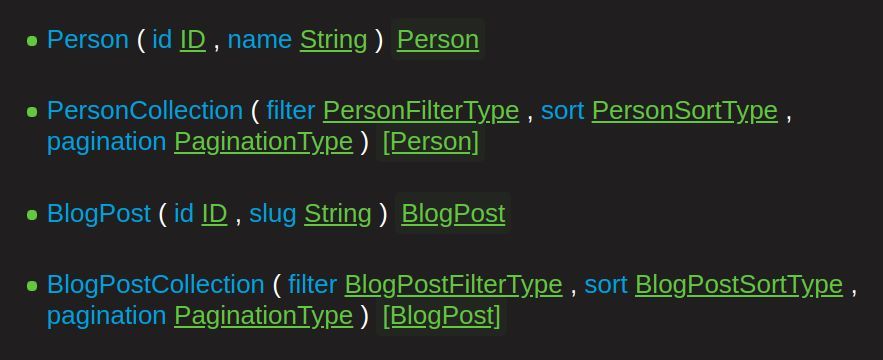 Person ( id ID , name String ) Person
PersonCollection ( filter PersonFilterType , sort PersonSortType ,
pagination PaginationType ) [Person]
BlogPost ( id ID , slug String ) BlogPost
BlogPostCollection ( filter BlogPostFilterType , sort BlogPostSortType ,
pagination PaginationType ) [BlogPost]